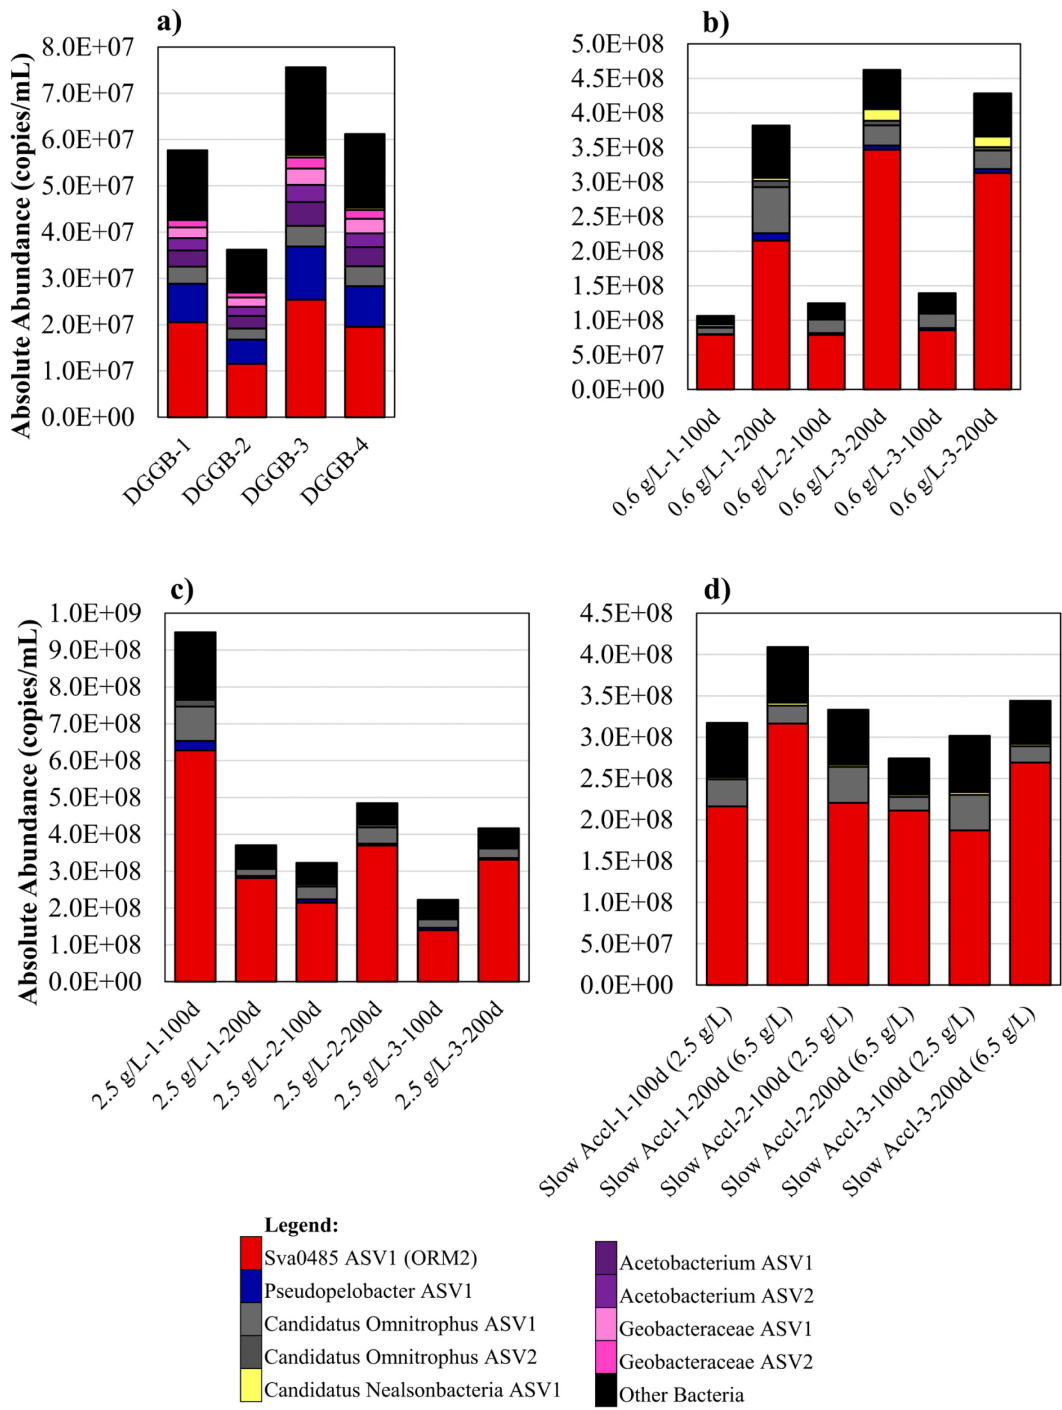 a)
Absolute Abundance (copies/mL)
8.0E+07
7.0E+07
6.0E+07
5.0E+07
4.0E+07
3.0E+07
2.0E+07
1.0E+07
0.0E+00
DGGB-1
DGGB-2
DGGB-3
DGGB-4
b)
5.0E+08
4.5E+08
4.0E+08
3.5E+08
3.0E+08
2.5E+08
2.0E+08
1.5E+08
1.0E+08
5.0E+07
0.0E+00
0.6 g/L-1-100d
0.6 g/L-1-200d
0.6 g/L-2-100d
0.6 g/L-3-200d
0.6 g/L-3-100d
0.6 g/L-3-200d
c)
Absolute Abundance (copies/mL)
1.0E+09
9.0E+08
8.0E+08
7.0E+08
6.0E+08
5.0E+08
4.0E+08
3.0E+08
2.0E+08
1.0E+08
0.0E+00
2.5 g/L-1-100d
2.5 g/L-1-200d
2.5 g/L-2-100d
2.5 g/L-2-200d
2.5 g/L-3-100d
2.5 g/L-3-200d
d)
4.5E+08
4.0E+08
3.5E+08
3.0E+08
2.5E+08
2.0E+08
1.5E+08
1.0E+08
5.0E+07
0.0E+00
Slow Accl-1-100d (2.5 g/L)
Slow Accl-1-200d (6.5 g/L)
Slow Accl-2-100d (2.5 g/L)
Slow Accl-2-200d (6.5 g/L)
Slow Accl-3-100d (2.5 g/L)
Slow Accl-3-200d (6.5 g/L)
Legend:
Sva0485 ASV1 (ORM2)
Pseudopelobacter ASV1
Candidatus Omnitrophus ASV1
Candidatus Omnitrophus ASV2
Candidatus Nealsonbacteria ASV1
Acetobacterium ASV1
Acetobacterium ASV2
Geobacteraceae ASV1
Geobacteraceae ASV2
Other Bacteria